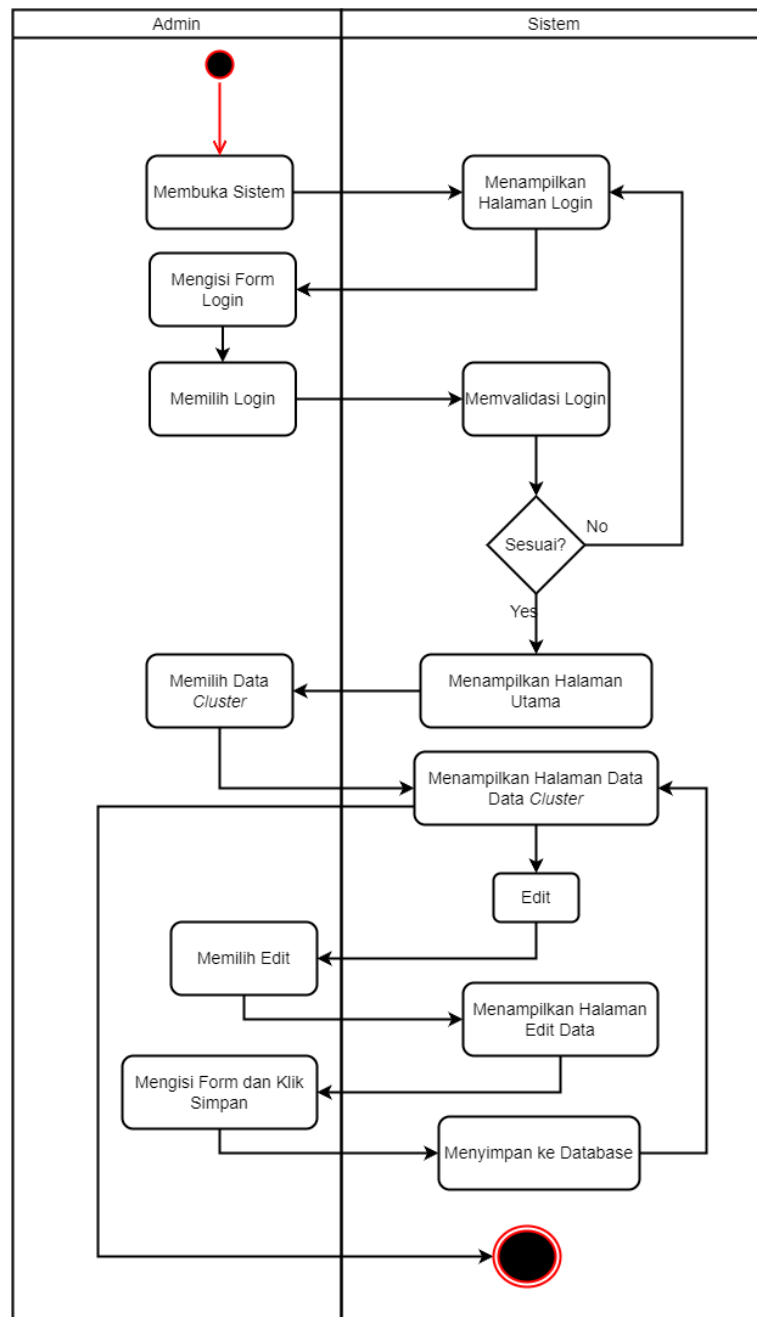 Admin
Sistem
Membuka Sistem
Menampilkan
Halaman Login
Mengisi Form
Login
Memilih Login
Memvalidasi Login
Sesuai?
No
Yes
Memilih Data
Cluster
Menampilkan Halaman
Utama
Menampilkan Halaman Data
Data Cluster
Edit
Memilih Edit
Menampilkan Halaman
Edit Data
Mengisi Form dan Klik
Simpan
Menyimpan ke Database